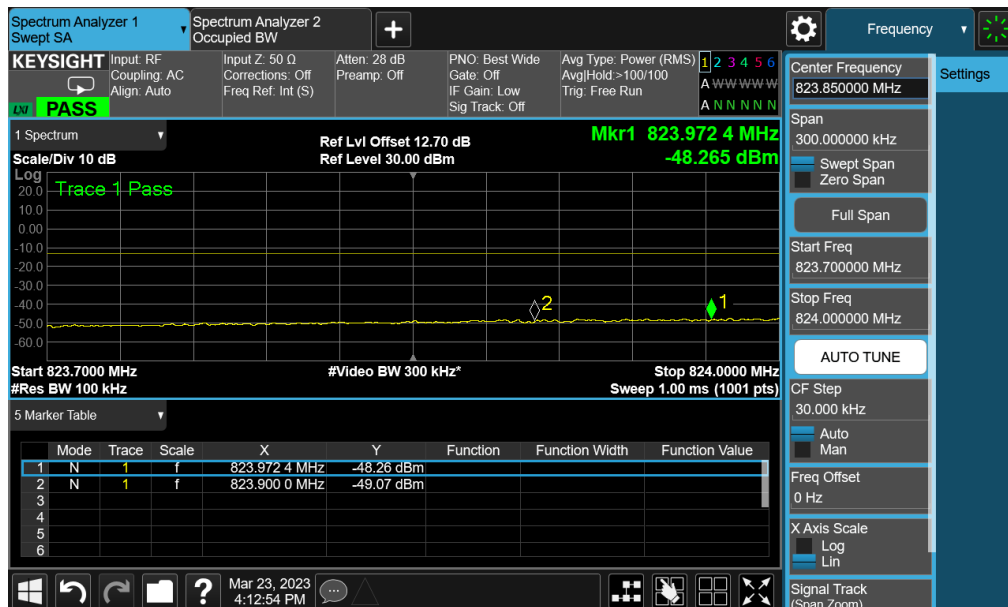 Spectrum Analyzer 1
Swept SA
Spectrum Analyzer 2
Occupied BW
Frequency
KEYSIGHT
LXI
PASS
Input: RF
Coupling: AC
Align: Auto
Input Z: 50 Ω
Corrections: Off
Freq Ref: Int (S)
Atten: 28 dB
Preamp: Off
PNO: Best Wide
Gate: Off
IF Gain: Low
Sig Track: Off
Avg Type: Power (RMS)
Avg|Hold:>100/100
Trig: Free Run
1 2 3 4 5 6
A W W W W W
A N N N N N
1 Spectrum
Scale/Div 10 dB
Ref Lvl Offset 12.70 dB
Ref Level 30.00 dBm
Mkr1 823.972 4 MHz
-48.265 dBm
Log
Trace 1 Pass
20.0
10.0
0.00
-10.0
-20.0
-30.0
-40.0
-50.0
-60.0
2
1
Start 823.7000 MHz
#Video BW 300 kHz*
Stop 824.0000 MHz
#Res BW 100 kHz
Sweep 1.00 ms (1001 pts)
5 Marker Table
Mode Trace Scale X Y Function Function Width Function Value
1 N 1 f 823.972 4 MHz -48.26 dBm
2 N 1 f 823.900 0 MHz -49.07 dBm
3
4
5
6
?
Mar 23, 2023
4:12:54 PM
Center Frequency
823.850000 MHz
Settings
Span
300.000000 kHz
Swept Span
Zero Span
Full Span
Start Freq
823.700000 MHz
Stop Freq
824.000000 MHz
AUTO TUNE
CF Step
30.000 kHz
Auto
Man
Freq Offset
0 Hz
X Axis Scale
Log
Lin
Signal Track
(Span Zoom)